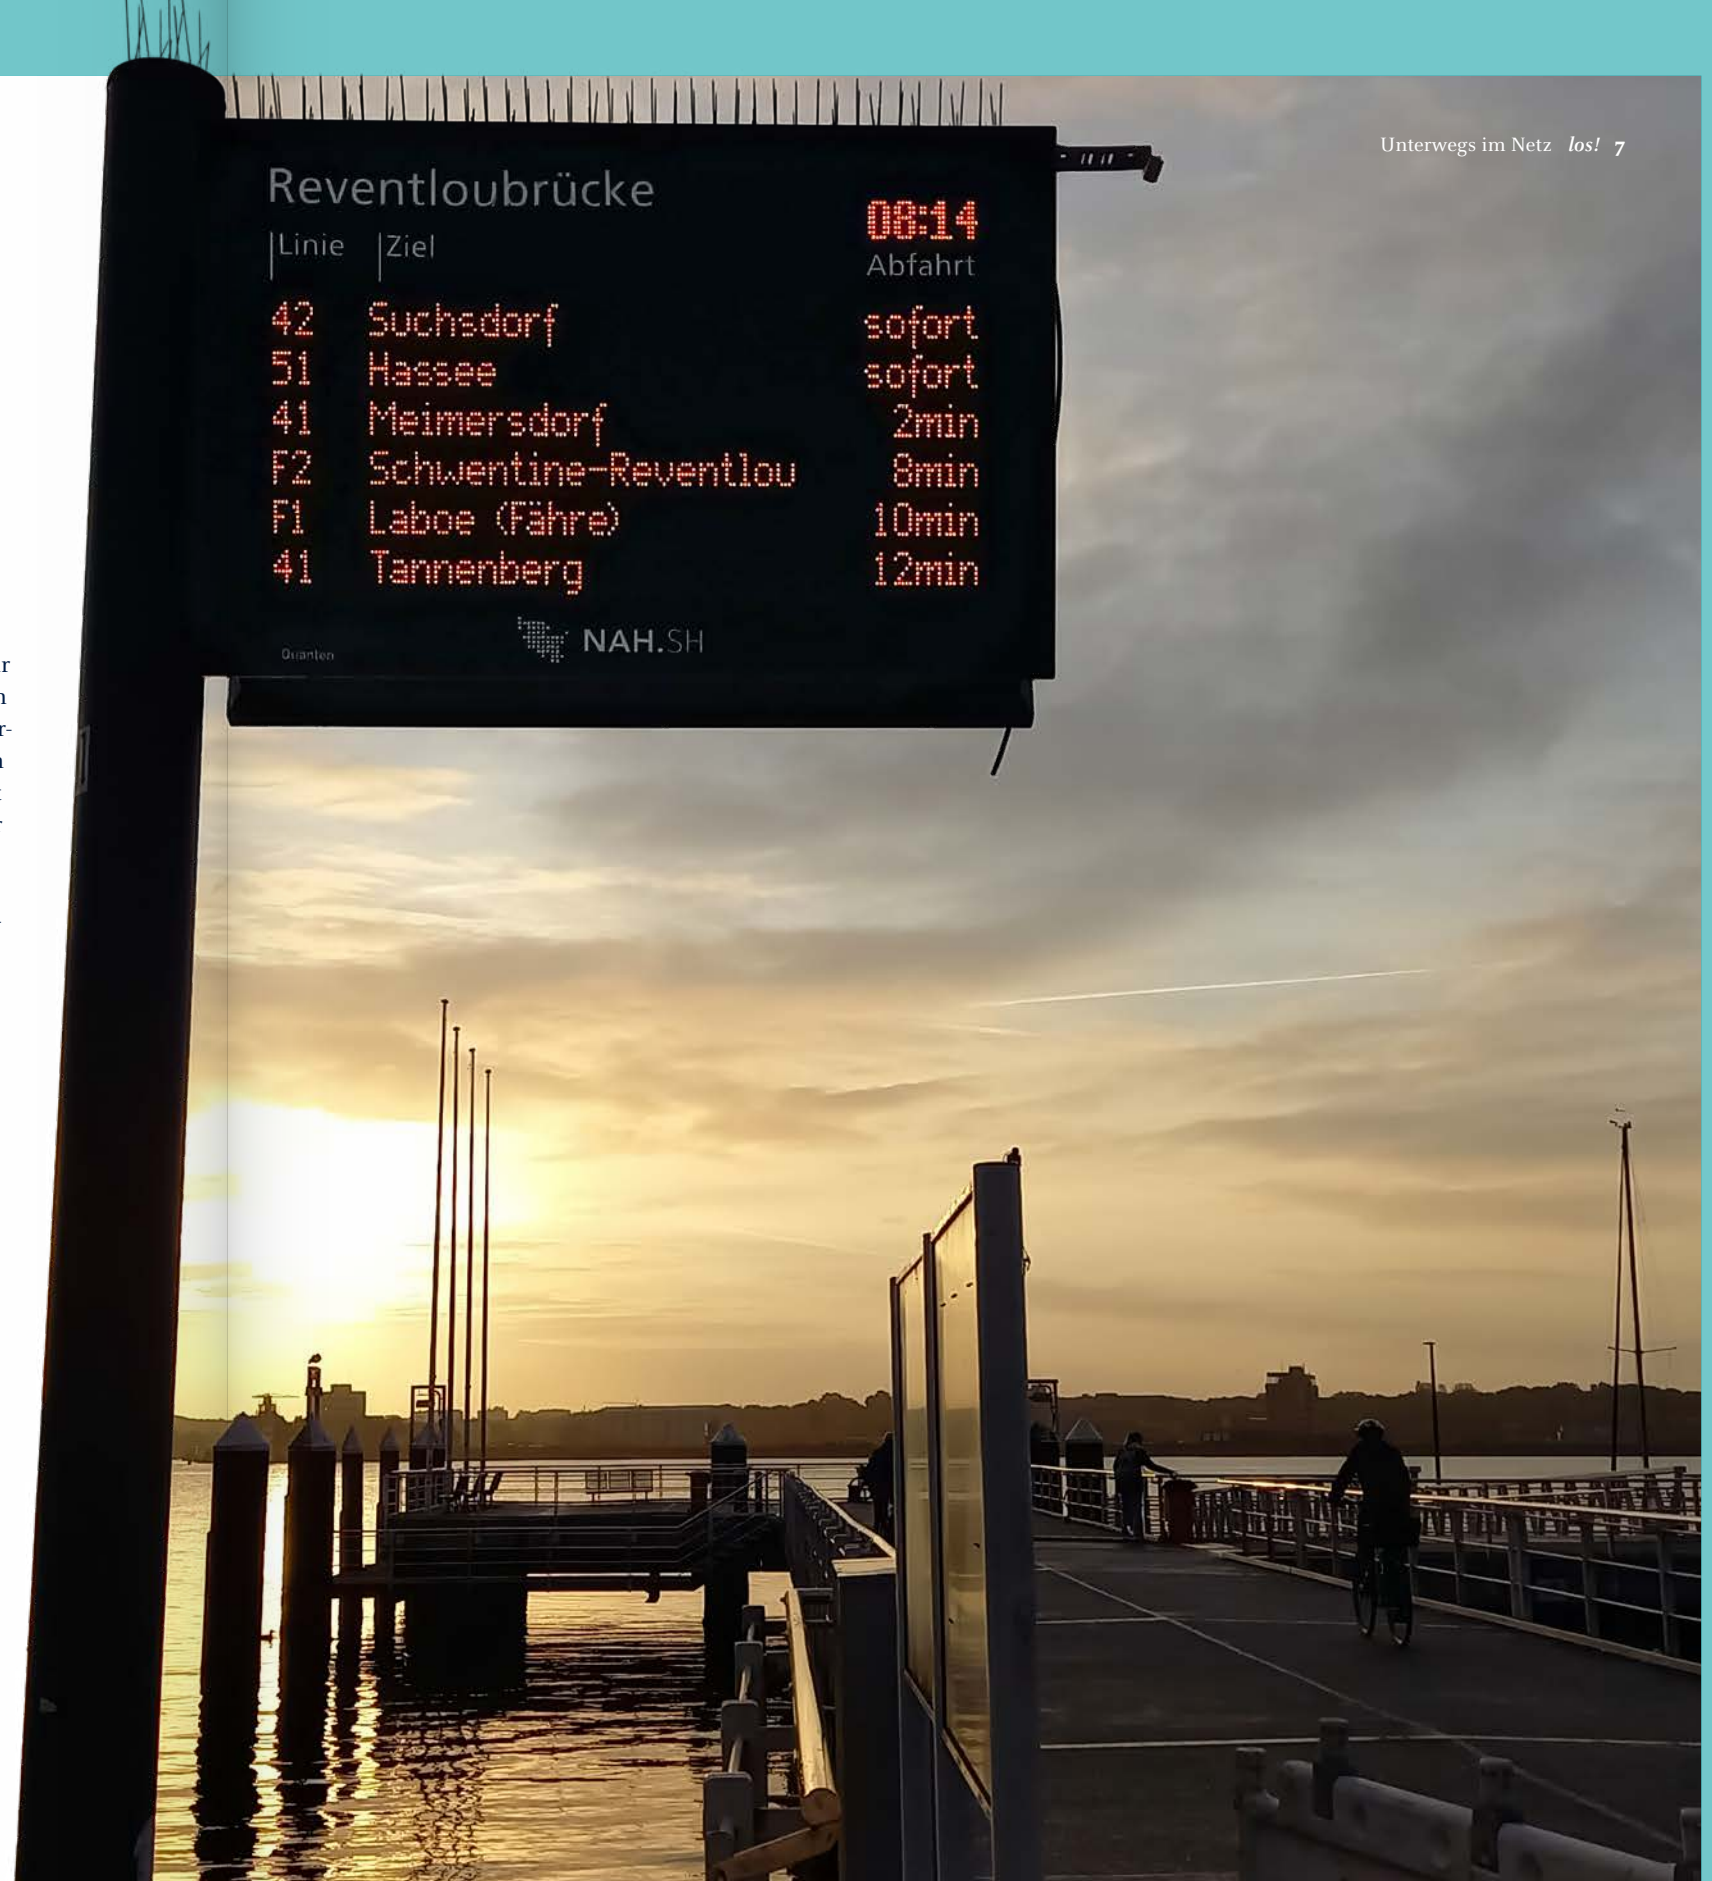 Unterwegs im Netz los! 7
Reventloubrücke
08:14
Linie Ziel Abfahrt
42 Suchsdorf sofort
51 Hassee sofort
41 Meimersdorf 2min
F2 Schwentine-Reventlou 8min
F1 Laboe (Fähre) 10min
41 Tannenberg 12min
Quanten
NAH.SH